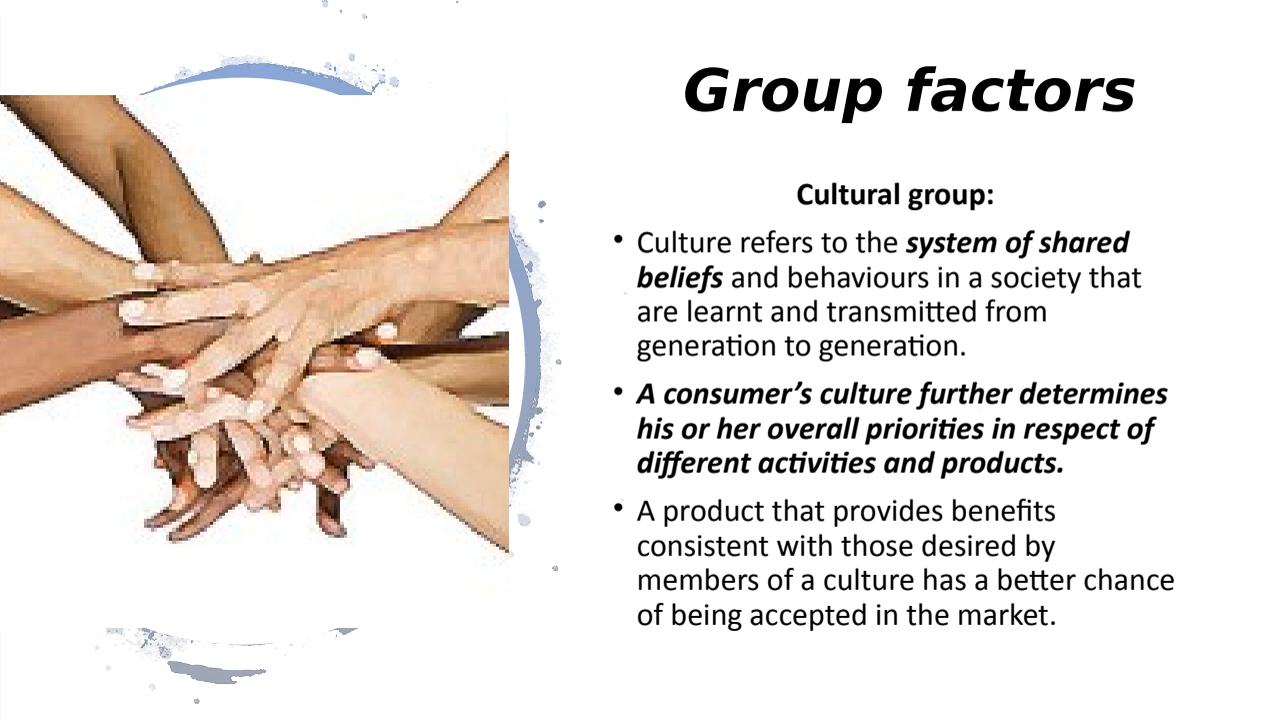 Group factors
Cultural group:
• Culture refers to the system of shared
beliefs and behaviours in a society that
are learnt and transmitted from
generation to generation.
• A consumer’s culture further determines
his or her overall priorities in respect of
different activities and products.
• A product that provides benefits
consistent with those desired by
members of a culture has a better chance
of being accepted in the market.